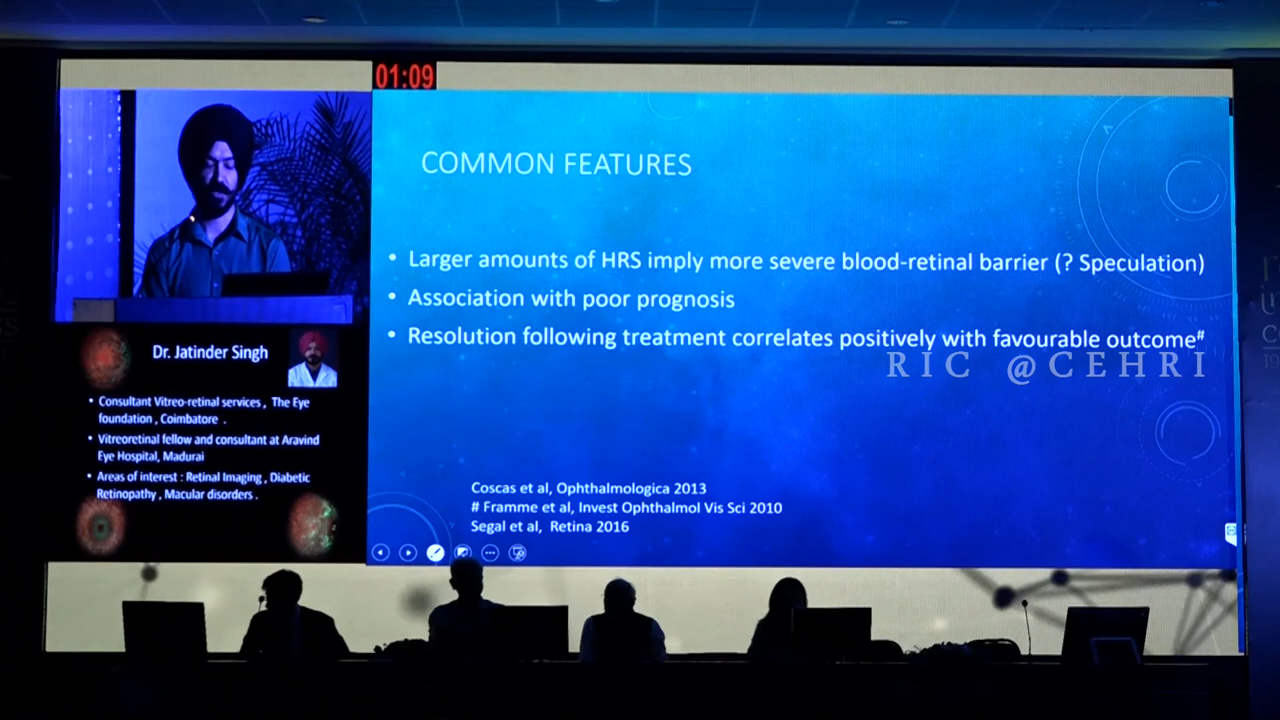 01:09
COMMON FEATURES
• Larger amounts of HRS imply more severe blood-retinal barrier (? Speculation)
• Association with poor prognosis
• Resolution following treatment correlates positively with favourable outcome#
RIC @CEHRI
Coscas et al, Ophthalmologica 2013
# Framme et al, Invest Ophthalmol Vis Sci 2010
Segal et al, Retina 2016
Dr. Jatinder Singh
• Consultant Vitreo-retinal services , The Eye
foundation , Coimbatore .
• Vitreoretinal fellow and consultant at Aravind
Eye Hospital, Madurai
• Areas of interest : Retinal Imaging , Diabetic
Retinopathy , Macular disorders .